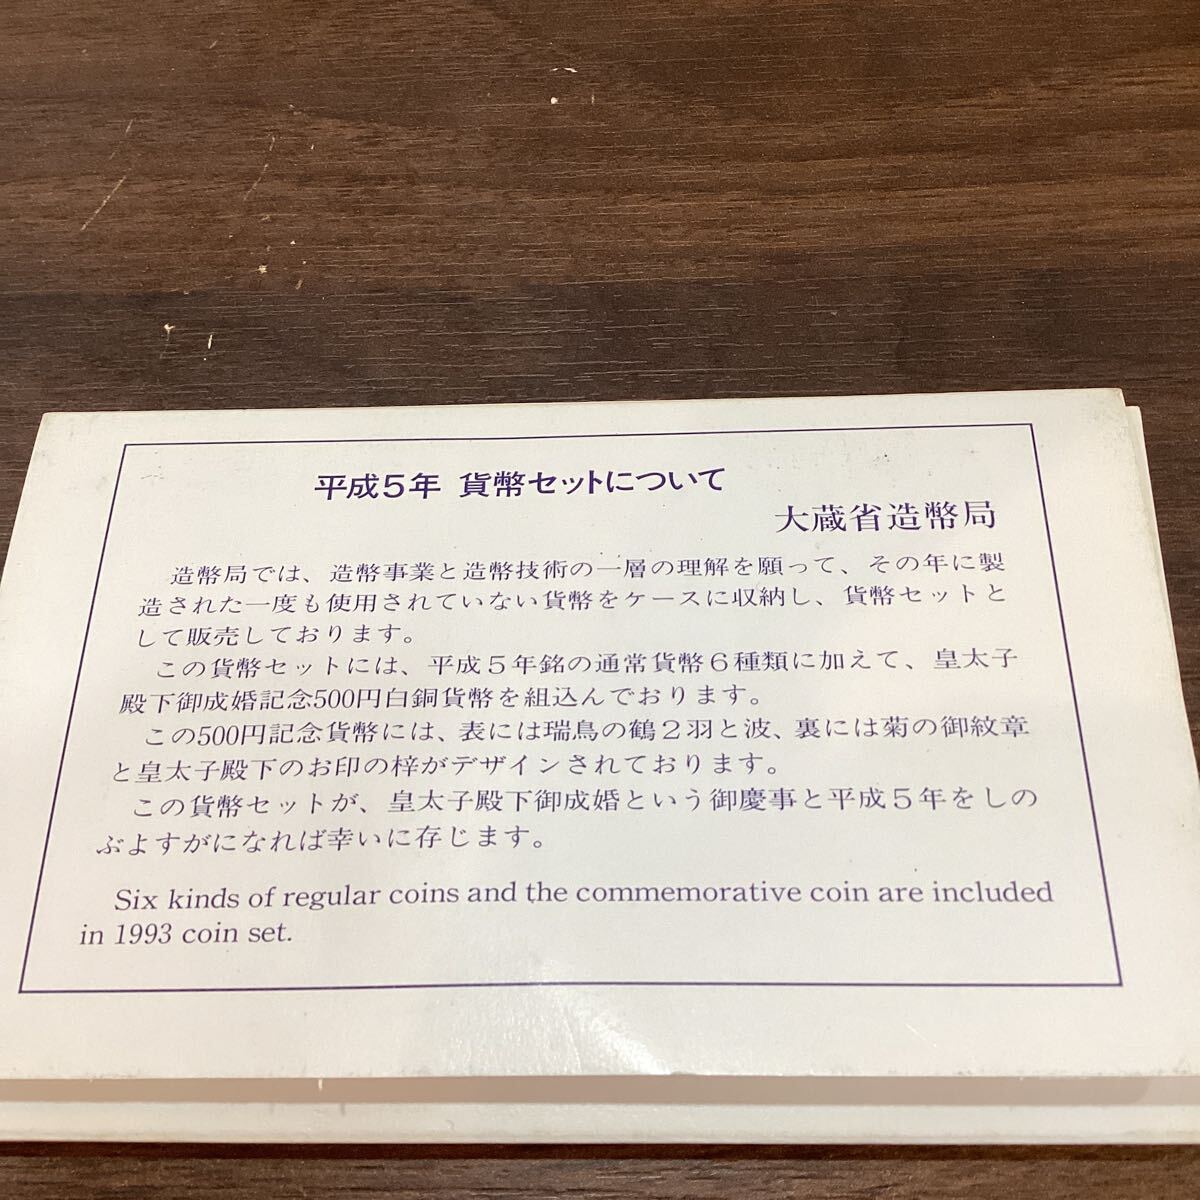 平成5年 貨幣セットについて
大蔵省造幣局
造幣局では、造幣事業と造幣技術の一層の理解を願って、その年に製
造された一度も使用されていない貨幣をケースに収納し、貨幣セットと
して販売しております。
この貨幣セットには、平成5年銘の通常貨幣6種類に加えて、皇太子
殿下御成婚記念500円白銅貨幣を組込んでおります。
この500円記念貨幣には、表には瑞鳥の鶴2羽と波、裏には菊の御紋章
と皇太子殿下のお印の梓がデザインされております。
この貨幣セットが、皇太子殿下御成婚という御慶事と平成5年をしの
ぶよすがになれば幸いに存じます。
Six kinds of regular coins and the commemorative coin are included
in 1993 coin set.